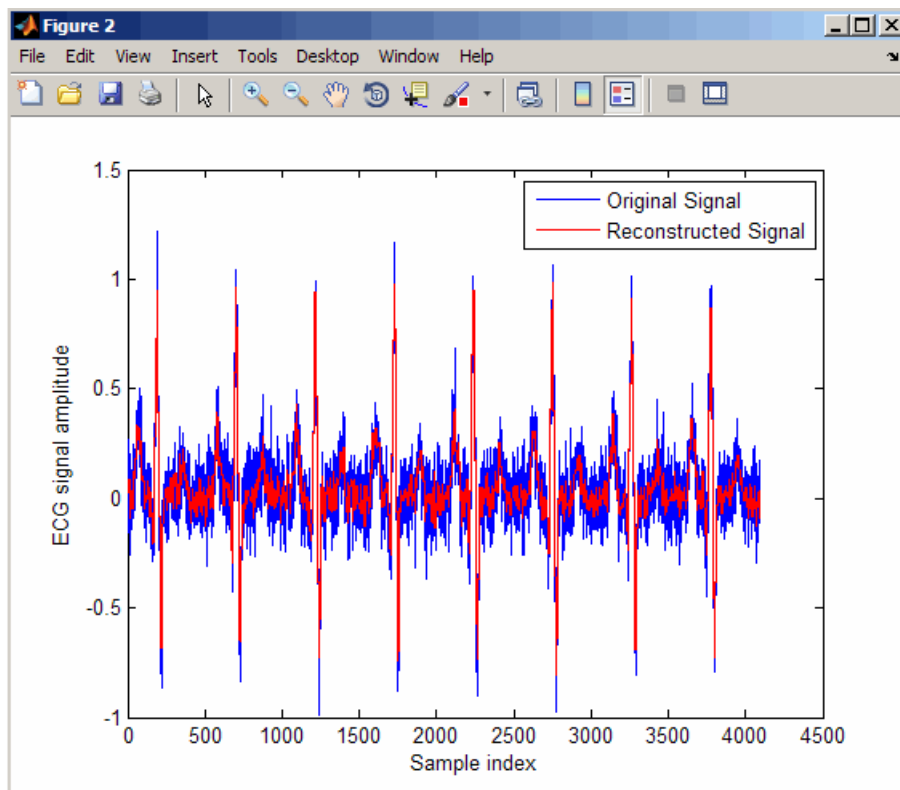 Figure 2
File Edit View Insert Tools Desktop Window Help
1.5
1
0.5
0
-0.5
-1
ECG signal amplitude
Original Signal
Reconstructed Signal
0 500 1000 1500 2000 2500 3000 3500 4000 4500
Sample index